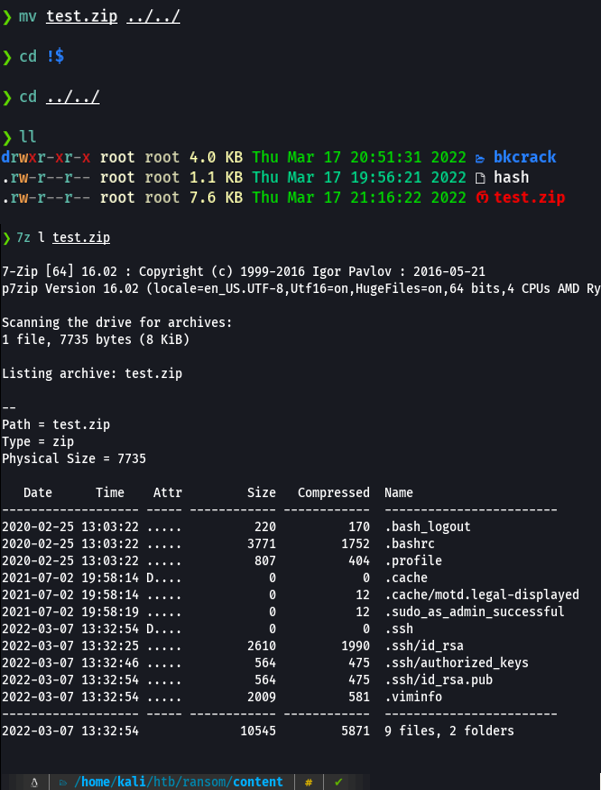 ❯ mv test.zip ../../
❯ cd !$
❯ cd ../../
❯ ll
drwxr-xr-x root root 4.0 KB Thu Mar 17 20:51:31 2022 bkcrack
.rw-r--r-- root root 1.1 KB Thu Mar 17 19:56:21 2022 hash
.rw-r--r-- root root 7.6 KB Thu Mar 17 21:16:22 2022 test.zip
❯ 7z l test.zip
7-Zip [64] 16.02 : Copyright (c) 1999-2016 Igor Pavlov : 2016-05-21
p7zip Version 16.02 (locale=en_US.UTF-8,Utf16=on,HugeFiles=on,64 bits,4 CPUs AMD Ry
Scanning the drive for archives:
1 file, 7735 bytes (8 KiB)
Listing archive: test.zip
--
Path = test.zip
Type = zip
Physical Size = 7735
   Date      Time    Attr         Size   Compressed  Name
------------------- ----- ------------ ------------  ------------------------
2020-02-25 13:03:22 .....          220          170  .bash_logout
2020-02-25 13:03:22 .....         3771         1752  .bashrc
2020-02-25 13:03:22 .....          807          404  .profile
2021-07-02 19:58:14 D....            0            0  .cache
2021-07-02 19:58:14 .....            0           12  .cache/motd.legal-displayed
2021-07-02 19:58:19 .....            0           12  .sudo_as_admin_successful
2022-03-07 13:32:54 D....            0            0  .ssh
2022-03-07 13:32:25 .....         2610         1990  .ssh/id_rsa
2022-03-07 13:32:46 .....          564          475  .ssh/authorized_keys
2022-03-07 13:32:54 .....          564          475  .ssh/id_rsa.pub
2022-03-07 13:32:54 .....         2009          581  .viminfo
------------------- ----- ------------ ------------  ------------------------
2022-03-07 13:32:54              10545         5871  9 files, 2 folders
/home/kali/htb/ransom/content | # | ✔